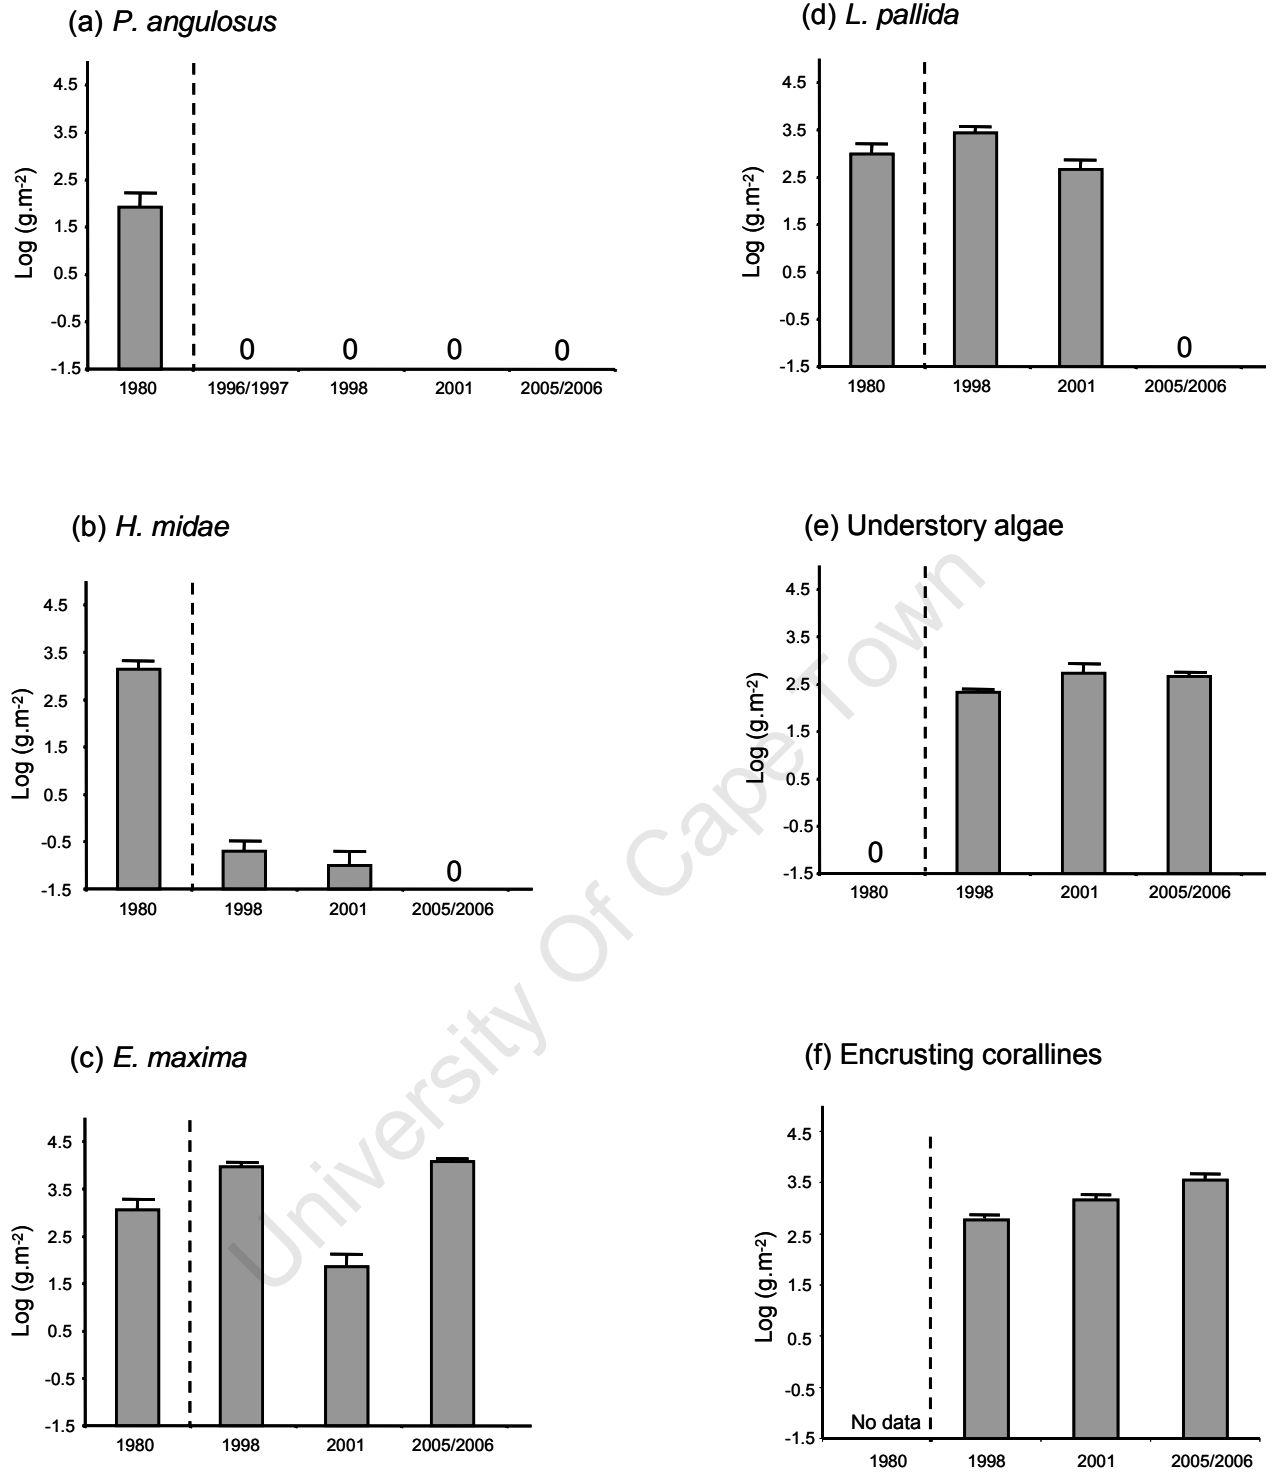 (a) P. angulosus
4.5
3.5
2.5
1.5
0.5
-0.5
-1.5
Log (g.m-2)
0 0 0 0
1980 1996/1997 1998 2001 2005/2006
(b) H. midae
4.5
3.5
2.5
1.5
0.5
-0.5
-1.5
Log (g.m-2)
0
1980 1998 2001 2005/2006
(c) E. maxima
4.5
3.5
2.5
1.5
0.5
-0.5
-1.5
Log (g.m-2)
1980 1998 2001 2005/2006
(d) L. pallida
4.5
3.5
2.5
1.5
0.5
-0.5
-1.5
Log (g.m-2)
0
1980 1998 2001 2005/2006
(e) Understory algae
4.5
3.5
2.5
1.5
0.5
-0.5
-1.5
Log (g.m-2)
0
1980 1998 2001 2005/2006
(f) Encrusting corallines
4.5
3.5
2.5
1.5
0.5
-0.5
-1.5
Log (g.m-2)
No data
1980 1998 2001 2005/2006
University Of Cape Town